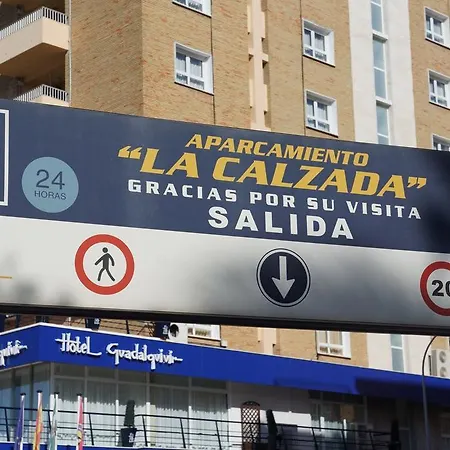 APARCAMIENTO
"LA CALZADA"
24
HORAS
GRACIAS POR SU VISITA
SALIDA
20
Hotel Guadalquivir